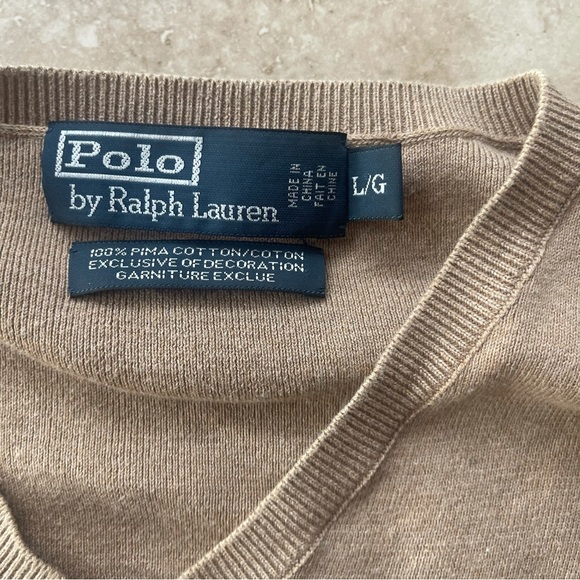 Polo
by Ralph Lauren
MADE IN
CHINA
FAIT EN
CHINE
L/G
100% PIMA COTTON/COTON
EXCLUSIVE OF DECORATION
GARNITURE EXCLUE